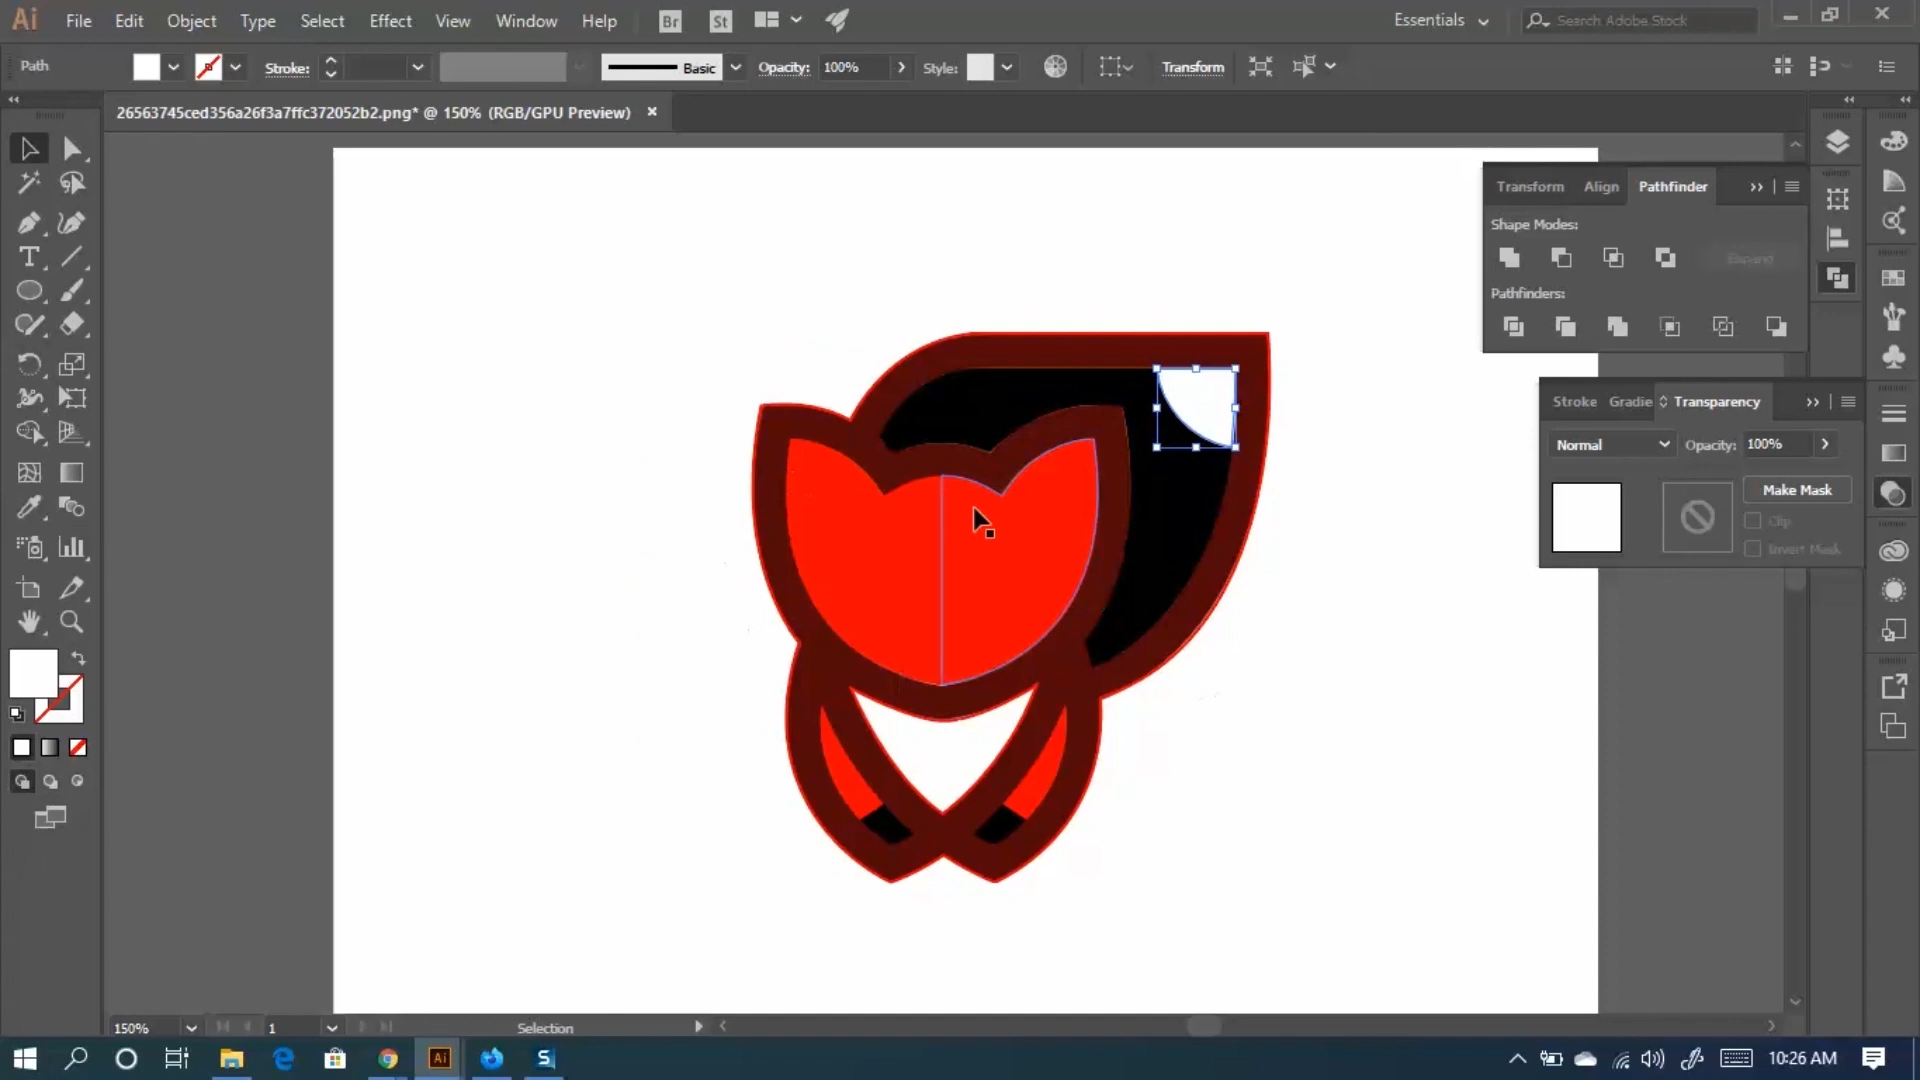 Ai File Edit Object Type Select Effect View Window Help Br St Essentials Search Adobe Stock
Path Stroke: Basic Opacity: 100% Style: Transform
26563745ced356a26f3a7ffc372052b2.png* @ 150% (RGB/GPU Preview) ×
Transform Align Pathfinder
Shape Modes:
Expand
Pathfinders:
Stroke Gradie Transparency
Normal Opacity: 100%
Make Mask
Clip
Invert Mask
150% 1 Selection
Ai S 10:26 AM